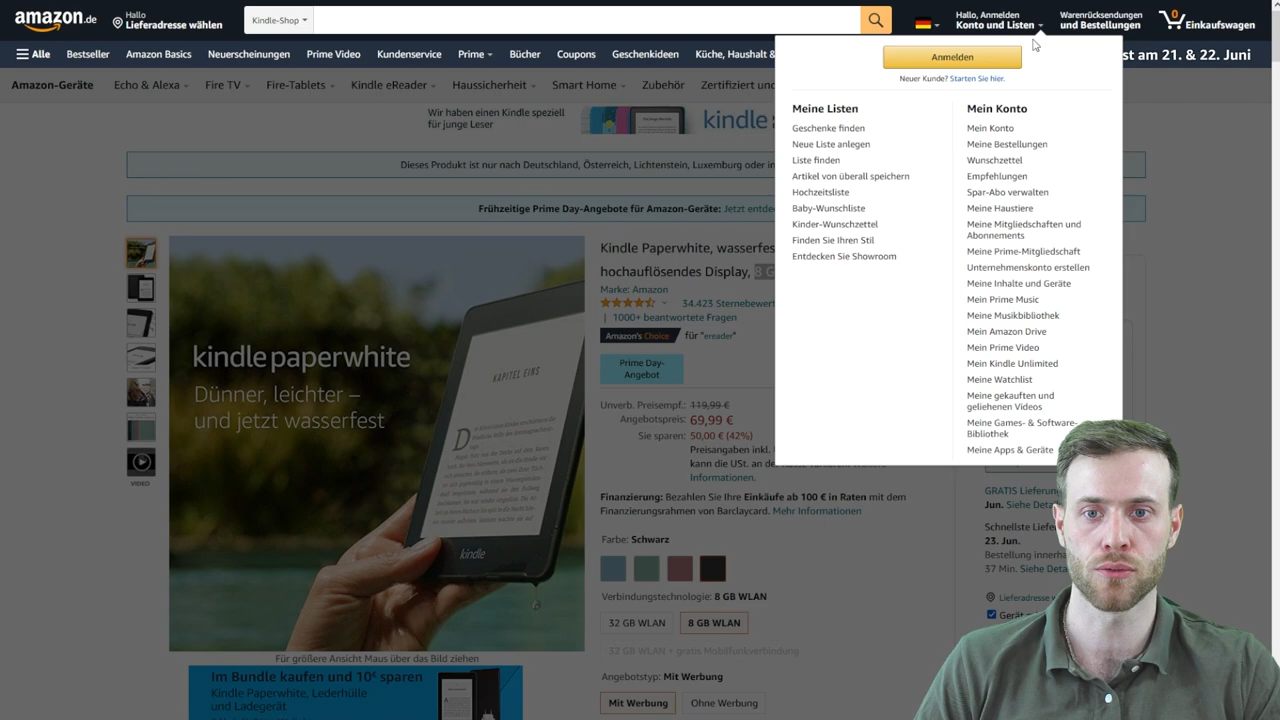 amazon.de
Hallo
Lieferadresse wählen
Kindle-Shop
Hallo, Anmelden
Konto und Listen
Warenrücksendungen
und Bestellungen
0
Einkaufswagen
Alle
Bestseller
Amazon Basics
Neuerscheinungen
Prime Video
Kundenservice
Prime
Bücher
Coupons
Geschenkideen
Küche, Haushalt
st am 21. & 22. Juni
Anmelden
Neuer Kunde? Starten Sie hier.
Amazon-Geräte
Echo & Alexa
Fire TV
Fire-Tablets
Kindle eReader
Haussicherheit
Smart Home
Zubehör
Zertifiziert und
Wir haben einen Kindle speziell
für junge Leser
kindle
Meine Listen
Geschenke finden
Neue Liste anlegen
Liste finden
Artikel von überall speichern
Hochzeitsliste
Baby-Wunschliste
Kinder-Wunschzettel
Finden Sie Ihren Stil
Entdecken Sie Showroom
Mein Konto
Mein Konto
Meine Bestellungen
Wunschzettel
Empfehlungen
Spar-Abo verwalten
Meine Haustiere
Meine Mitgliedschaften und
Abonnements
Meine Prime-Mitgliedschaft
Unternehmenskonto erstellen
Meine Inhalte und Geräte
Mein Prime Music
Meine Musikbibliothek
Mein Amazon Drive
Mein Prime Video
Mein Kindle Unlimited
Meine Watchlist
Meine gekauften und
geliehenen Videos
Meine Games- & Software-
Bibliothek
Meine Apps & Geräte
Dieses Produkt ist nur nach Deutschland, Österreich, Lichtenstein, Luxemburg oder in
Frühzeitige Prime Day-Angebote für Amazon-Geräte: Jetzt entde
VIDEO
kindle paperwhite
Dünner, leichter –
und jetzt wasserfest
KAPITEL EINS
kindle
Für größere Ansicht Maus über das Bild ziehen
Im Bundle kaufen und 10€ sparen
Kindle Paperwhite, Lederhülle
und Ladegerät
Kindle Paperwhite, wasserfes
hochauflösendes Display, 8 G
Marke: Amazon
34.423 Sternebewert
| 1000+ beantwortete Fragen
Amazon's Choice
für "ereader"
Prime Day-
Angebot
Unverb. Preisempf.: 119,99 €
Angebotspreis: 69,99 €
Sie sparen: 50,00 € (42%)
Preisangaben inkl.
kann die USt. an de
Informationen.
Finanzierung: Bezahlen Sie Ihre Einkäufe ab 100 € in Raten mit dem
Finanzierungsrahmen von Barclaycard. Mehr Informationen
Farbe: Schwarz
Verbindungstechnologie: 8 GB WLAN
32 GB WLAN
8 GB WLAN
32 GB WLAN + gratis Mobilfunkverbindung
Angebotstyp: Mit Werbung
Mit Werbung
Ohne Werbung
GRATIS Lieferun
Jun. Siehe Deta
Schnellste Liefe
23. Jun.
Bestellung innerha
37 Min. Siehe Deta
Lieferadresse
Gerät